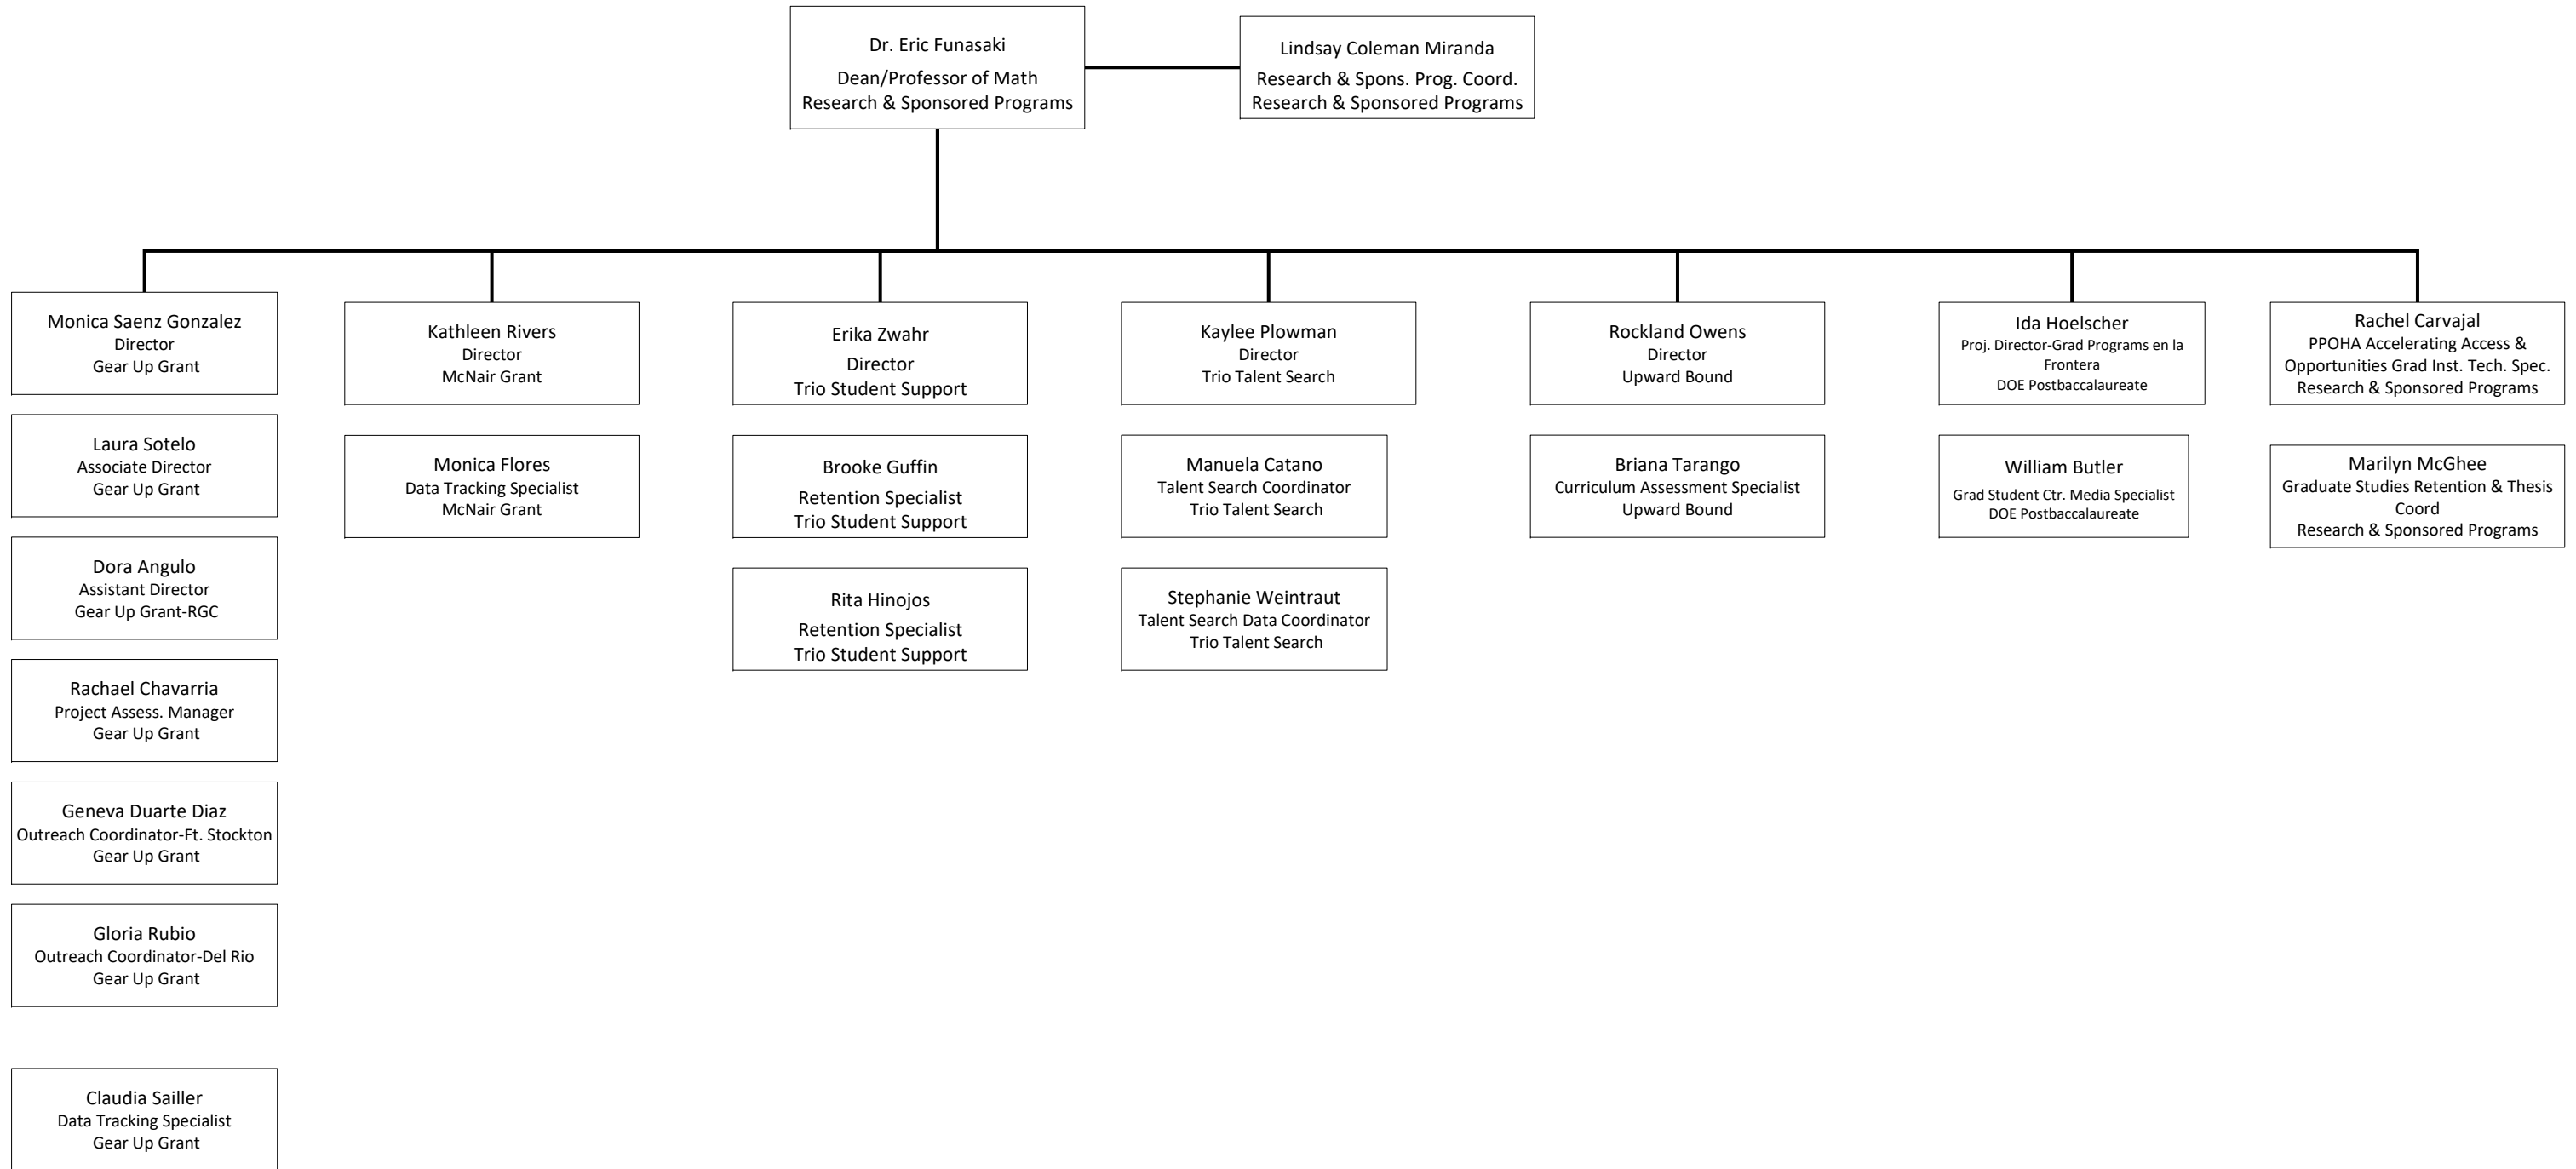 Dr. Eric Funasaki
Dean/Professor of Math
Research & Sponsored Programs
Lindsay Coleman Miranda
Research & Spons. Prog. Coord.
Research & Sponsored Programs
Monica Saenz Gonzalez
Director
Gear Up Grant
Laura Sotelo
Associate Director
Gear Up Grant
Dora Angulo
Assistant Director
Gear Up Grant-RGC
Rachael Chavarria
Project Assess. Manager
Gear Up Grant
Geneva Duarte Diaz
Outreach Coordinator-Ft. Stockton
Gear Up Grant
Gloria Rubio
Outreach Coordinator-Del Rio
Gear Up Grant
Claudia Sailler
Data Tracking Specialist
Gear Up Grant
Kathleen Rivers
Director
McNair Grant
Monica Flores
Data Tracking Specialist
McNair Grant
Erika Zwahr
Director
Trio Student Support
Brooke Guffin
Retention Specialist
Trio Student Support
Rita Hinojos
Retention Specialist
Trio Student Support
Kaylee Plowman
Director
Trio Talent Search
Manuela Catano
Talent Search Coordinator
Trio Talent Search
Stephanie Weintraut
Talent Search Data Coordinator
Trio Talent Search
Rockland Owens
Director
Upward Bound
Briana Tarango
Curriculum Assessment Specialist
Upward Bound
Ida Hoelscher
Proj. Director-Grad Programs en la
Frontera
DOE Postbaccalaureate
William Butler
Grad Student Ctr. Media Specialist
DOE Postbaccalaureate
Rachel Carvajal
PPOHA Accelerating Access &
Opportunities Grad Inst. Tech. Spec.
Research & Sponsored Programs
Marilyn McGhee
Graduate Studies Retention & Thesis
Coord
Research & Sponsored Programs